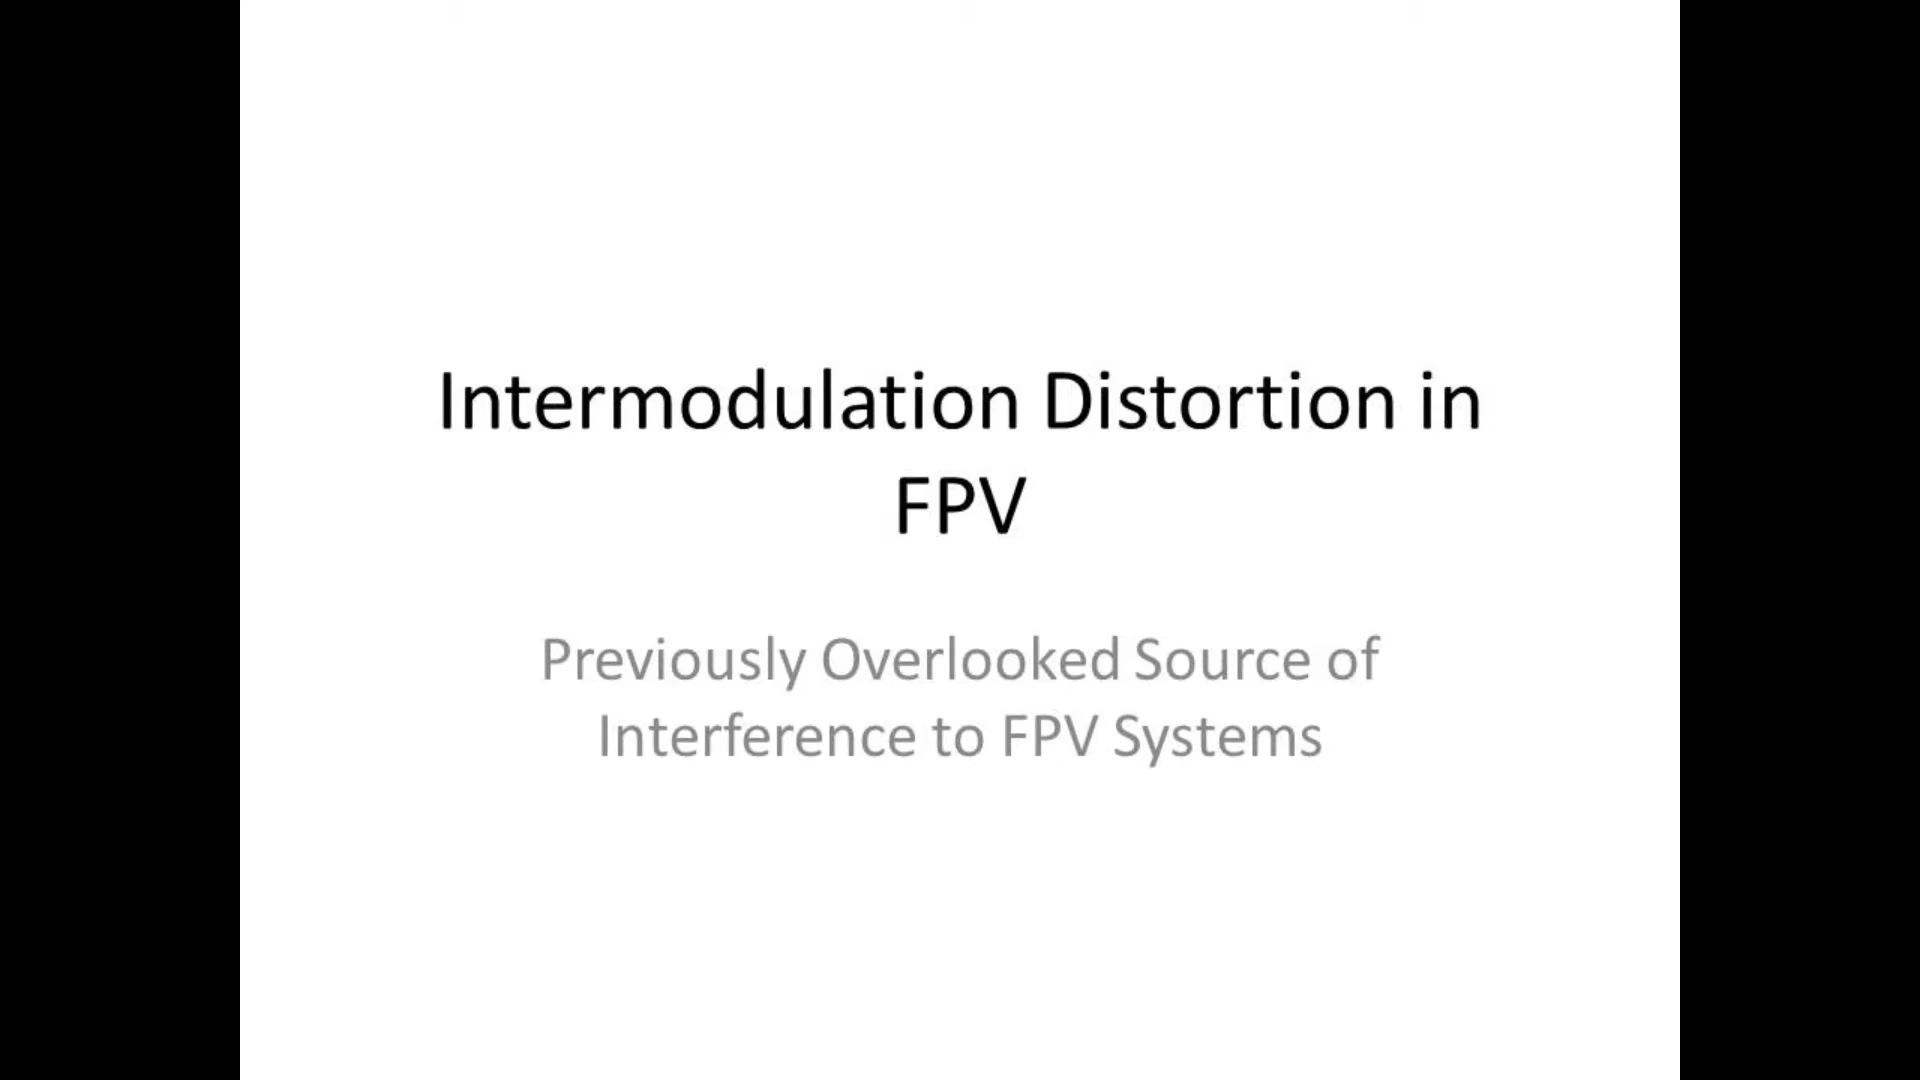 Intermodulation Distortion in
FPV
Previously Overlooked Source of
Interference to FPV Systems